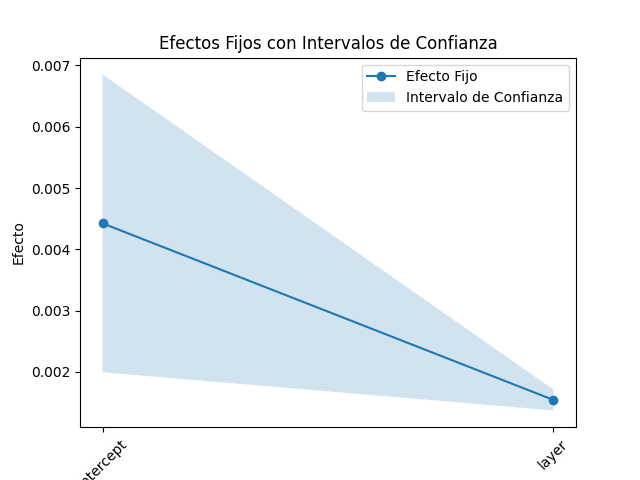 Efectos Fijos con Intervalos de Confianza
Efecto Fijo
Intervalo de Confianza
Efecto
0.007
0.006
0.005
0.004
0.003
0.002
ntercept
layer